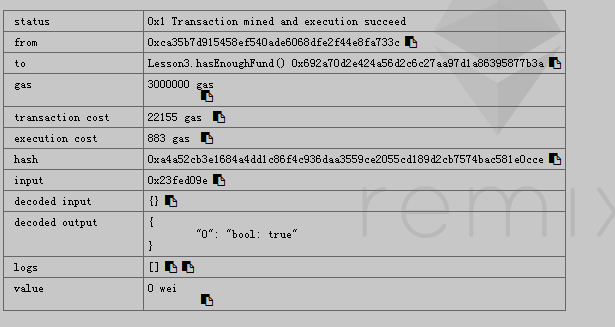 status 0x1 Transaction mined and execution succeed
from 0xca35b7d915458ef540ade6068dfe2f44e8fa733c
to Lesson3.hasEnoughFund() 0x692a70d2e424a56d2c6c27aa97d1a86395877b3a
gas 3000000 gas
transaction cost 22155 gas
execution cost 883 gas
hash 0xa4a52cb3e1684a4dd1c86f4c936daa3559ce2055cd189d2cb7574bac581e0cce
input 0x23fed09e
decoded input {}
decoded output {
"0": "bool: true"
}
logs []
value 0 wei
remix